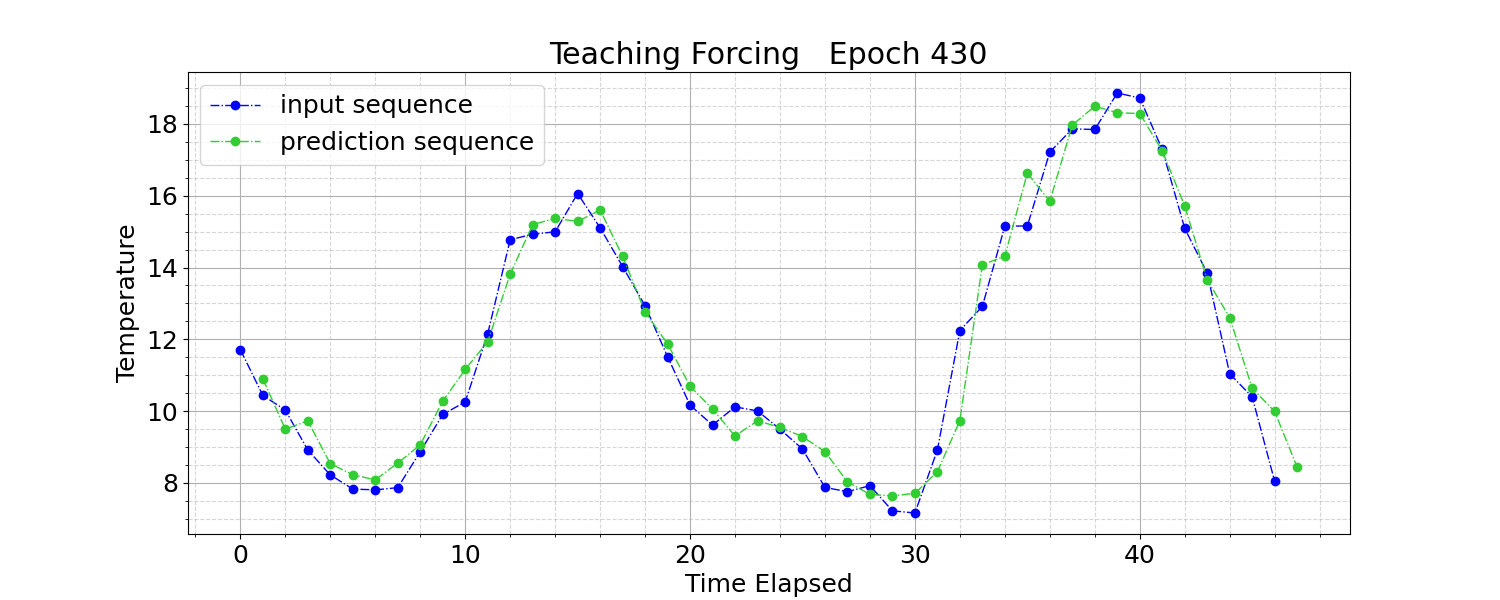 Teaching Forcing   Epoch 430
input sequence
prediction sequence
Temperature
18
16
14
12
10
8
0 10 20 30 40
Time Elapsed